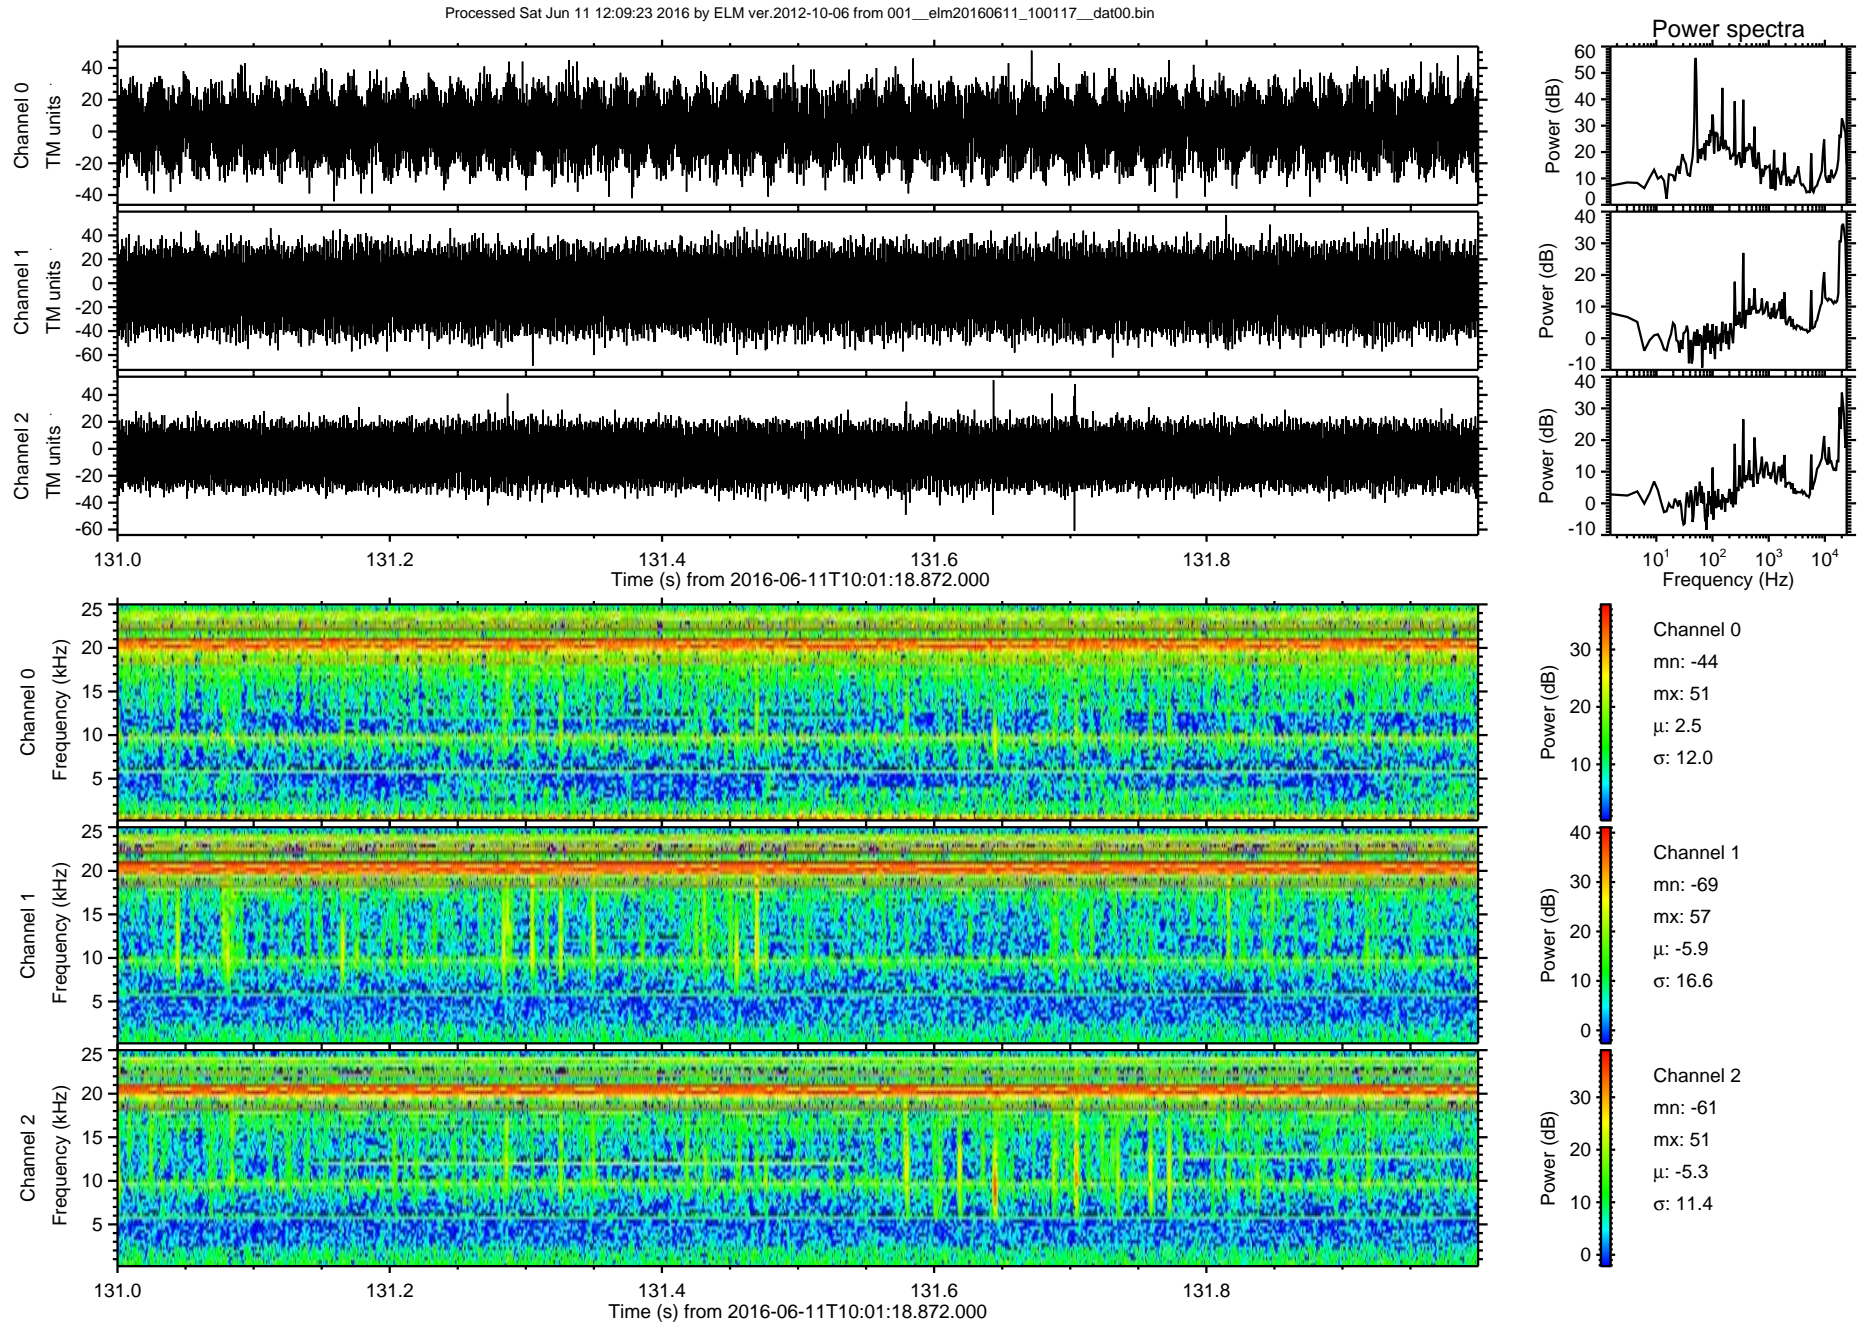 Processed Sat Jun 11 12:09:23 2016 by ELM ver.2012-10-06 from 001__elm20160611_100117__dat00.bin
Power spectra
Channel 0
TM units
40
20
0
-20
-40
Power (dB)
60
50
40
30
20
10
0
Channel 1
TM units
40
20
0
-20
-40
-60
Power (dB)
40
30
20
10
0
-10
Channel 2
TM units
40
20
0
-20
-40
-60
Power (dB)
40
30
20
10
0
-10
131.0 131.2 131.4 131.6 131.8
Time (s) from 2016-06-11T10:01:18.872.000
10¹ 10² 10³ 10⁴
Frequency (Hz)
Channel 0
Frequency (kHz)
25
20
15
10
5
Power (dB)
30
20
10
Channel 0
mn: -44
mx: 51
μ: 2.5
σ: 12.0
Channel 1
Frequency (kHz)
25
20
15
10
5
Power (dB)
40
30
20
10
0
Channel 1
mn: -69
mx: 57
μ: -5.9
σ: 16.6
Channel 2
Frequency (kHz)
25
20
15
10
5
Power (dB)
30
20
10
0
Channel 2
mn: -61
mx: 51
μ: -5.3
σ: 11.4
131.0 131.2 131.4 131.6 131.8
Time (s) from 2016-06-11T10:01:18.872.000